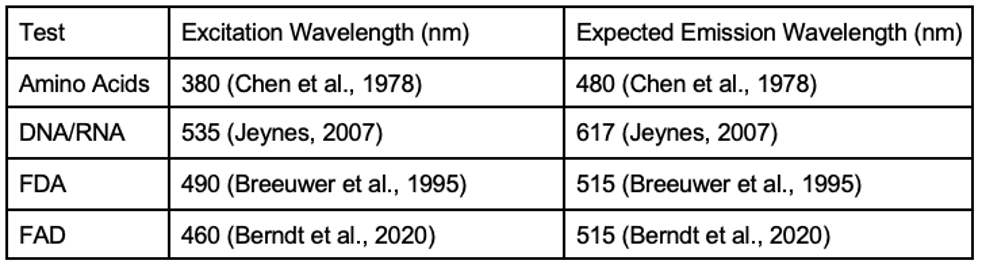 Test Excitation Wavelength (nm) Expected Emission Wavelength (nm)
Amino Acids 380 (Chen et al., 1978) 480 (Chen et al., 1978)
DNA/RNA 535 (Jeynes, 2007) 617 (Jeynes, 2007)
FDA 490 (Breeuwer et al., 1995) 515 (Breeuwer et al., 1995)
FAD 460 (Berndt et al., 2020) 515 (Berndt et al., 2020)